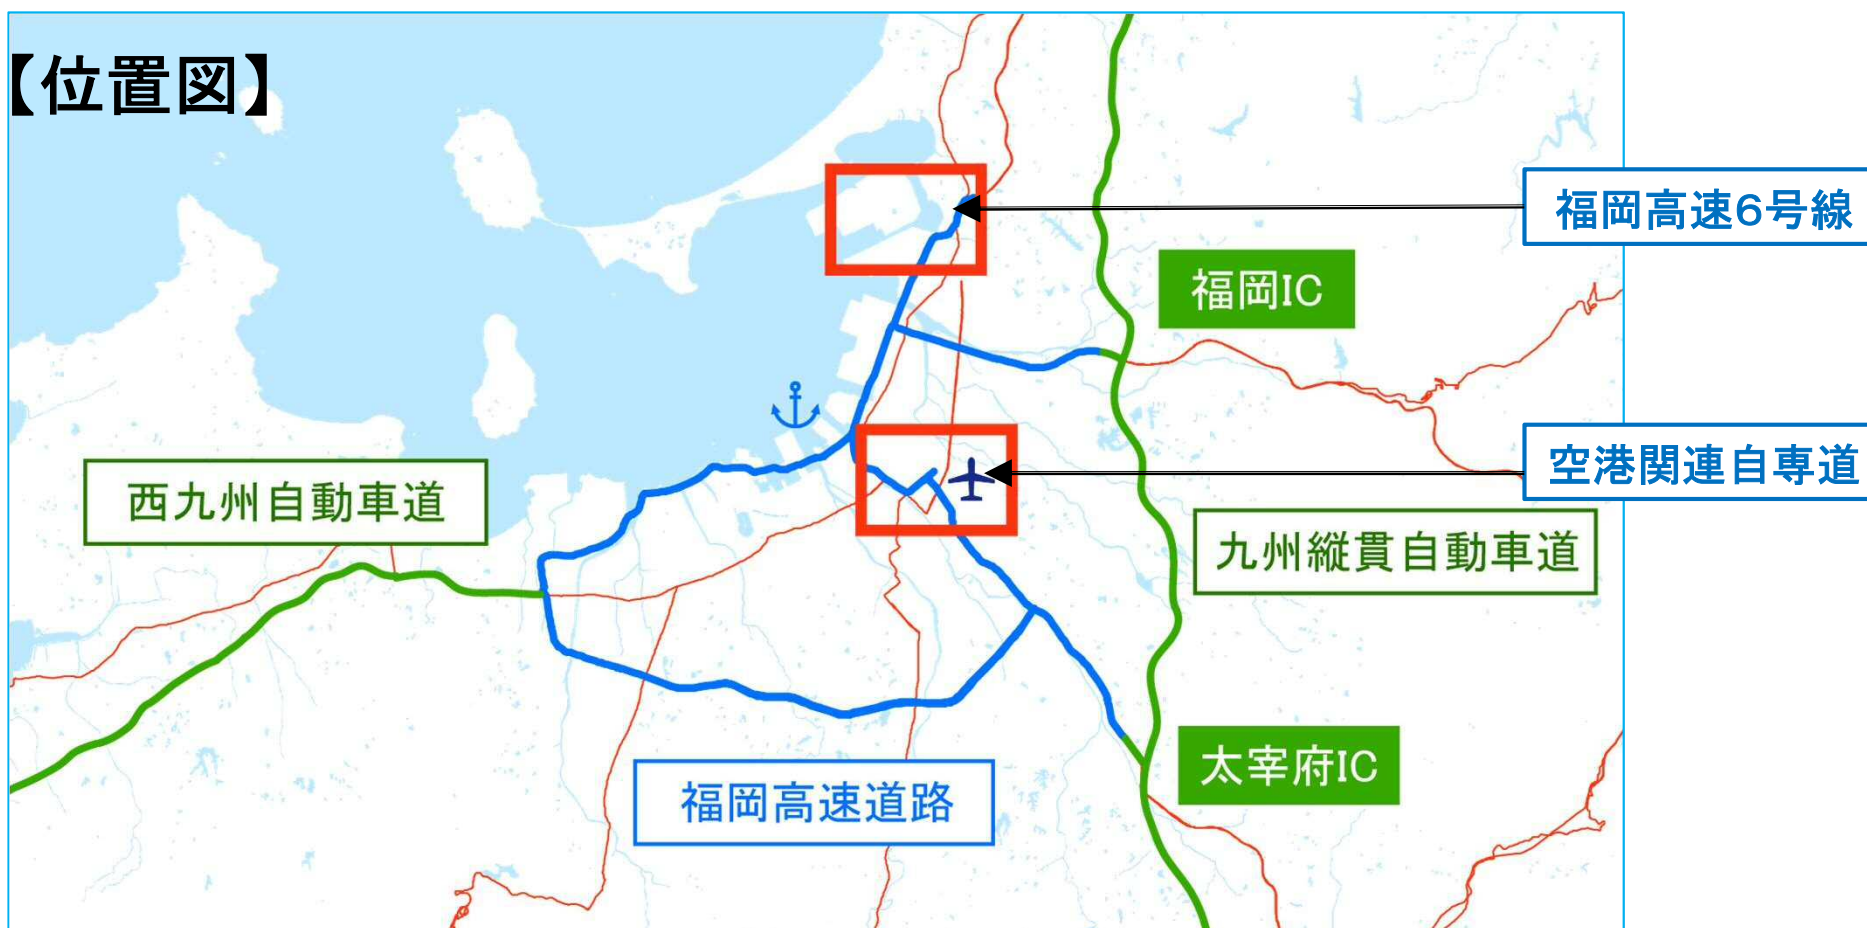 【位置図】
福岡高速6号線
福岡IC
空港関連自専道
西九州自動車道
九州縦貫自動車道
太宰府IC
福岡高速道路